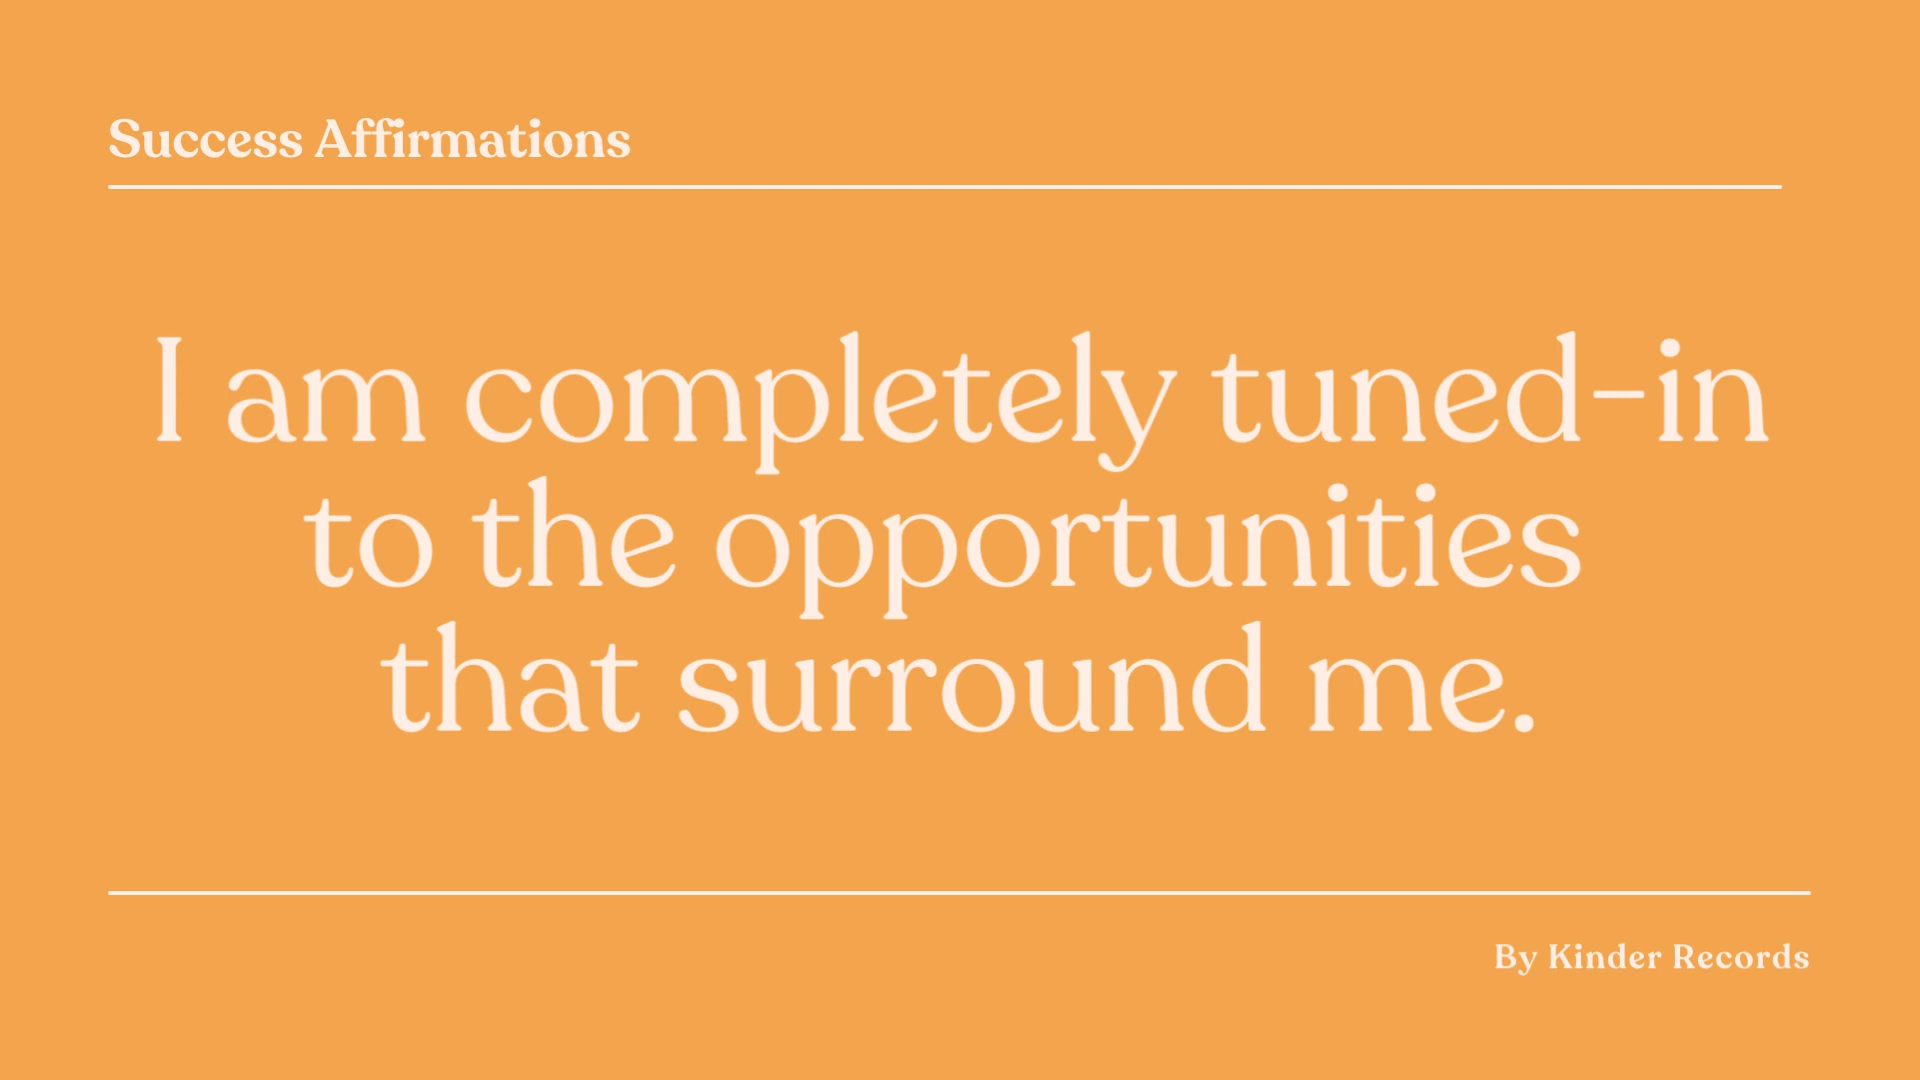 Success Affirmations
I am completely tuned-in
to the opportunities
that surround me.
By Kinder Records